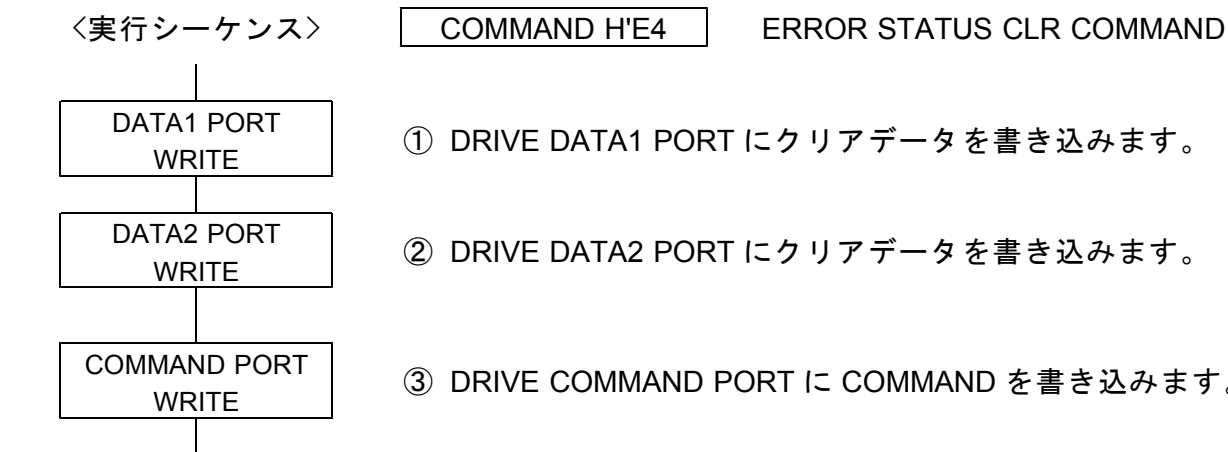 〈実行シーケンス〉 COMMAND H'E4 ERROR STATUS CLR COMMAND
DATA1 PORT
WRITE
① DRIVE DATA1 PORT にクリアデータを書き込みます。
DATA2 PORT
WRITE
② DRIVE DATA2 PORT にクリアデータを書き込みます。
COMMAND PORT
WRITE
③ DRIVE COMMAND PORT に COMMAND を書き込みます。